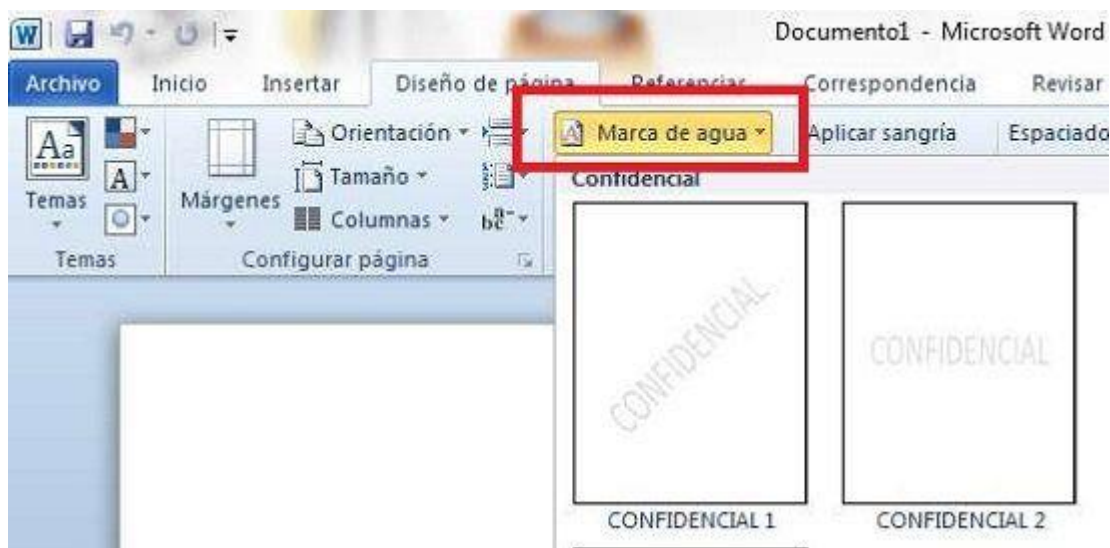 Documento1 - Microsoft Word
Archivo Inicio Insertar Diseño de página Referencias Correspondencia Revisar
Aa Orientación Marca de agua Aplicar sangría Espaciado
A Tamaño Confidencial
Temas Márgenes Columnas
Temas Configurar página
CONFIDENCIAL
CONFIDENCIAL
CONFIDENCIAL 1 CONFIDENCIAL 2